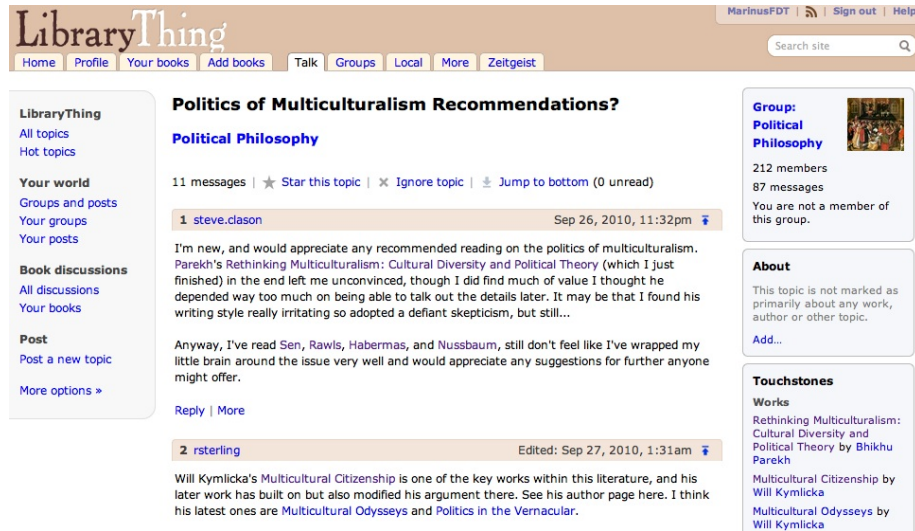 MarinusFDT | Sign out | Help
LibraryThing
Search site
Home Profile Your books Add books Talk Groups Local More Zeitgeist
LibraryThing
All topics
Hot topics
Your world
Groups and posts
Your groups
Your posts
Book discussions
All discussions
Your books
Post
Post a new topic
More options »
Politics of Multiculturalism Recommendations?
Political Philosophy
11 messages | ★ Star this topic | × Ignore topic | Jump to bottom (0 unread)
1 steve.clason Sep 26, 2010, 11:32pm
I'm new, and would appreciate any recommended reading on the politics of multiculturalism.
Parekh's Rethinking Multiculturalism: Cultural Diversity and Political Theory (which I just
finished) in the end left me unconvinced, though I did find much of value I thought he
depended way too much on being able to talk out the details later. It may be that I found his
writing style really irritating so adopted a defiant skepticism, but still...
Anyway, I've read Sen, Rawls, Habermas, and Nussbaum, still don't feel like I've wrapped my
little brain around the issue very well and would appreciate any suggestions for further anyone
might offer.
Reply | More
2 rsterling Edited: Sep 27, 2010, 1:31am
Will Kymlicka's Multicultural Citizenship is one of the key works within this literature, and his
later work has built on but also modified his argument there. See his author page here. I think
his latest ones are Multicultural Odysseys and Politics in the Vernacular.
Group:
Political
Philosophy
212 members
87 messages
You are not a member of
this group.
About
This topic is not marked as
primarily about any work,
author or other topic.
Add...
Touchstones
Works
Rethinking Multiculturalism:
Cultural Diversity and
Political Theory by Bhikhu
Parekh
Multicultural Citizenship by
Will Kymlicka
Multicultural Odysseys by
Will Kymlicka